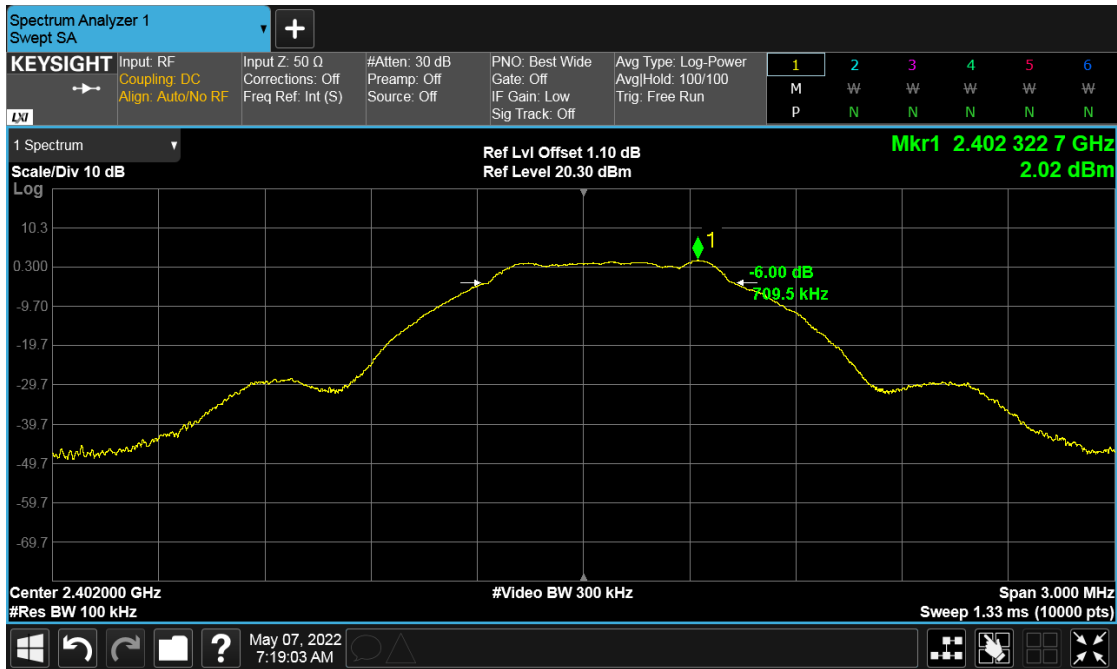 Spectrum Analyzer 1
Swept SA
KEYSIGHT
LXI
Input: RF
Coupling: DC
Align: Auto/No RF
Input Z: 50 Ω
Corrections: Off
Freq Ref: Int (S)
#Atten: 30 dB
Preamp: Off
Source: Off
PNO: Best Wide
Gate: Off
IF Gain: Low
Sig Track: Off
Avg Type: Log-Power
Avg|Hold: 100/100
Trig: Free Run
1 2 3 4 5 6
M W W W W W
P N N N N N
1 Spectrum
Scale/Div 10 dB
Log
Ref Lvl Offset 1.10 dB
Ref Level 20.30 dBm
Mkr1 2.402 322 7 GHz
2.02 dBm
10.3
0.300
-9.70
-19.7
-29.7
-39.7
-49.7
-59.7
-69.7
1
-6.00 dB
709.5 kHz
Center 2.402000 GHz
#Res BW 100 kHz
#Video BW 300 kHz
Span 3.000 MHz
Sweep 1.33 ms (10000 pts)
?
May 07, 2022
7:19:03 AM